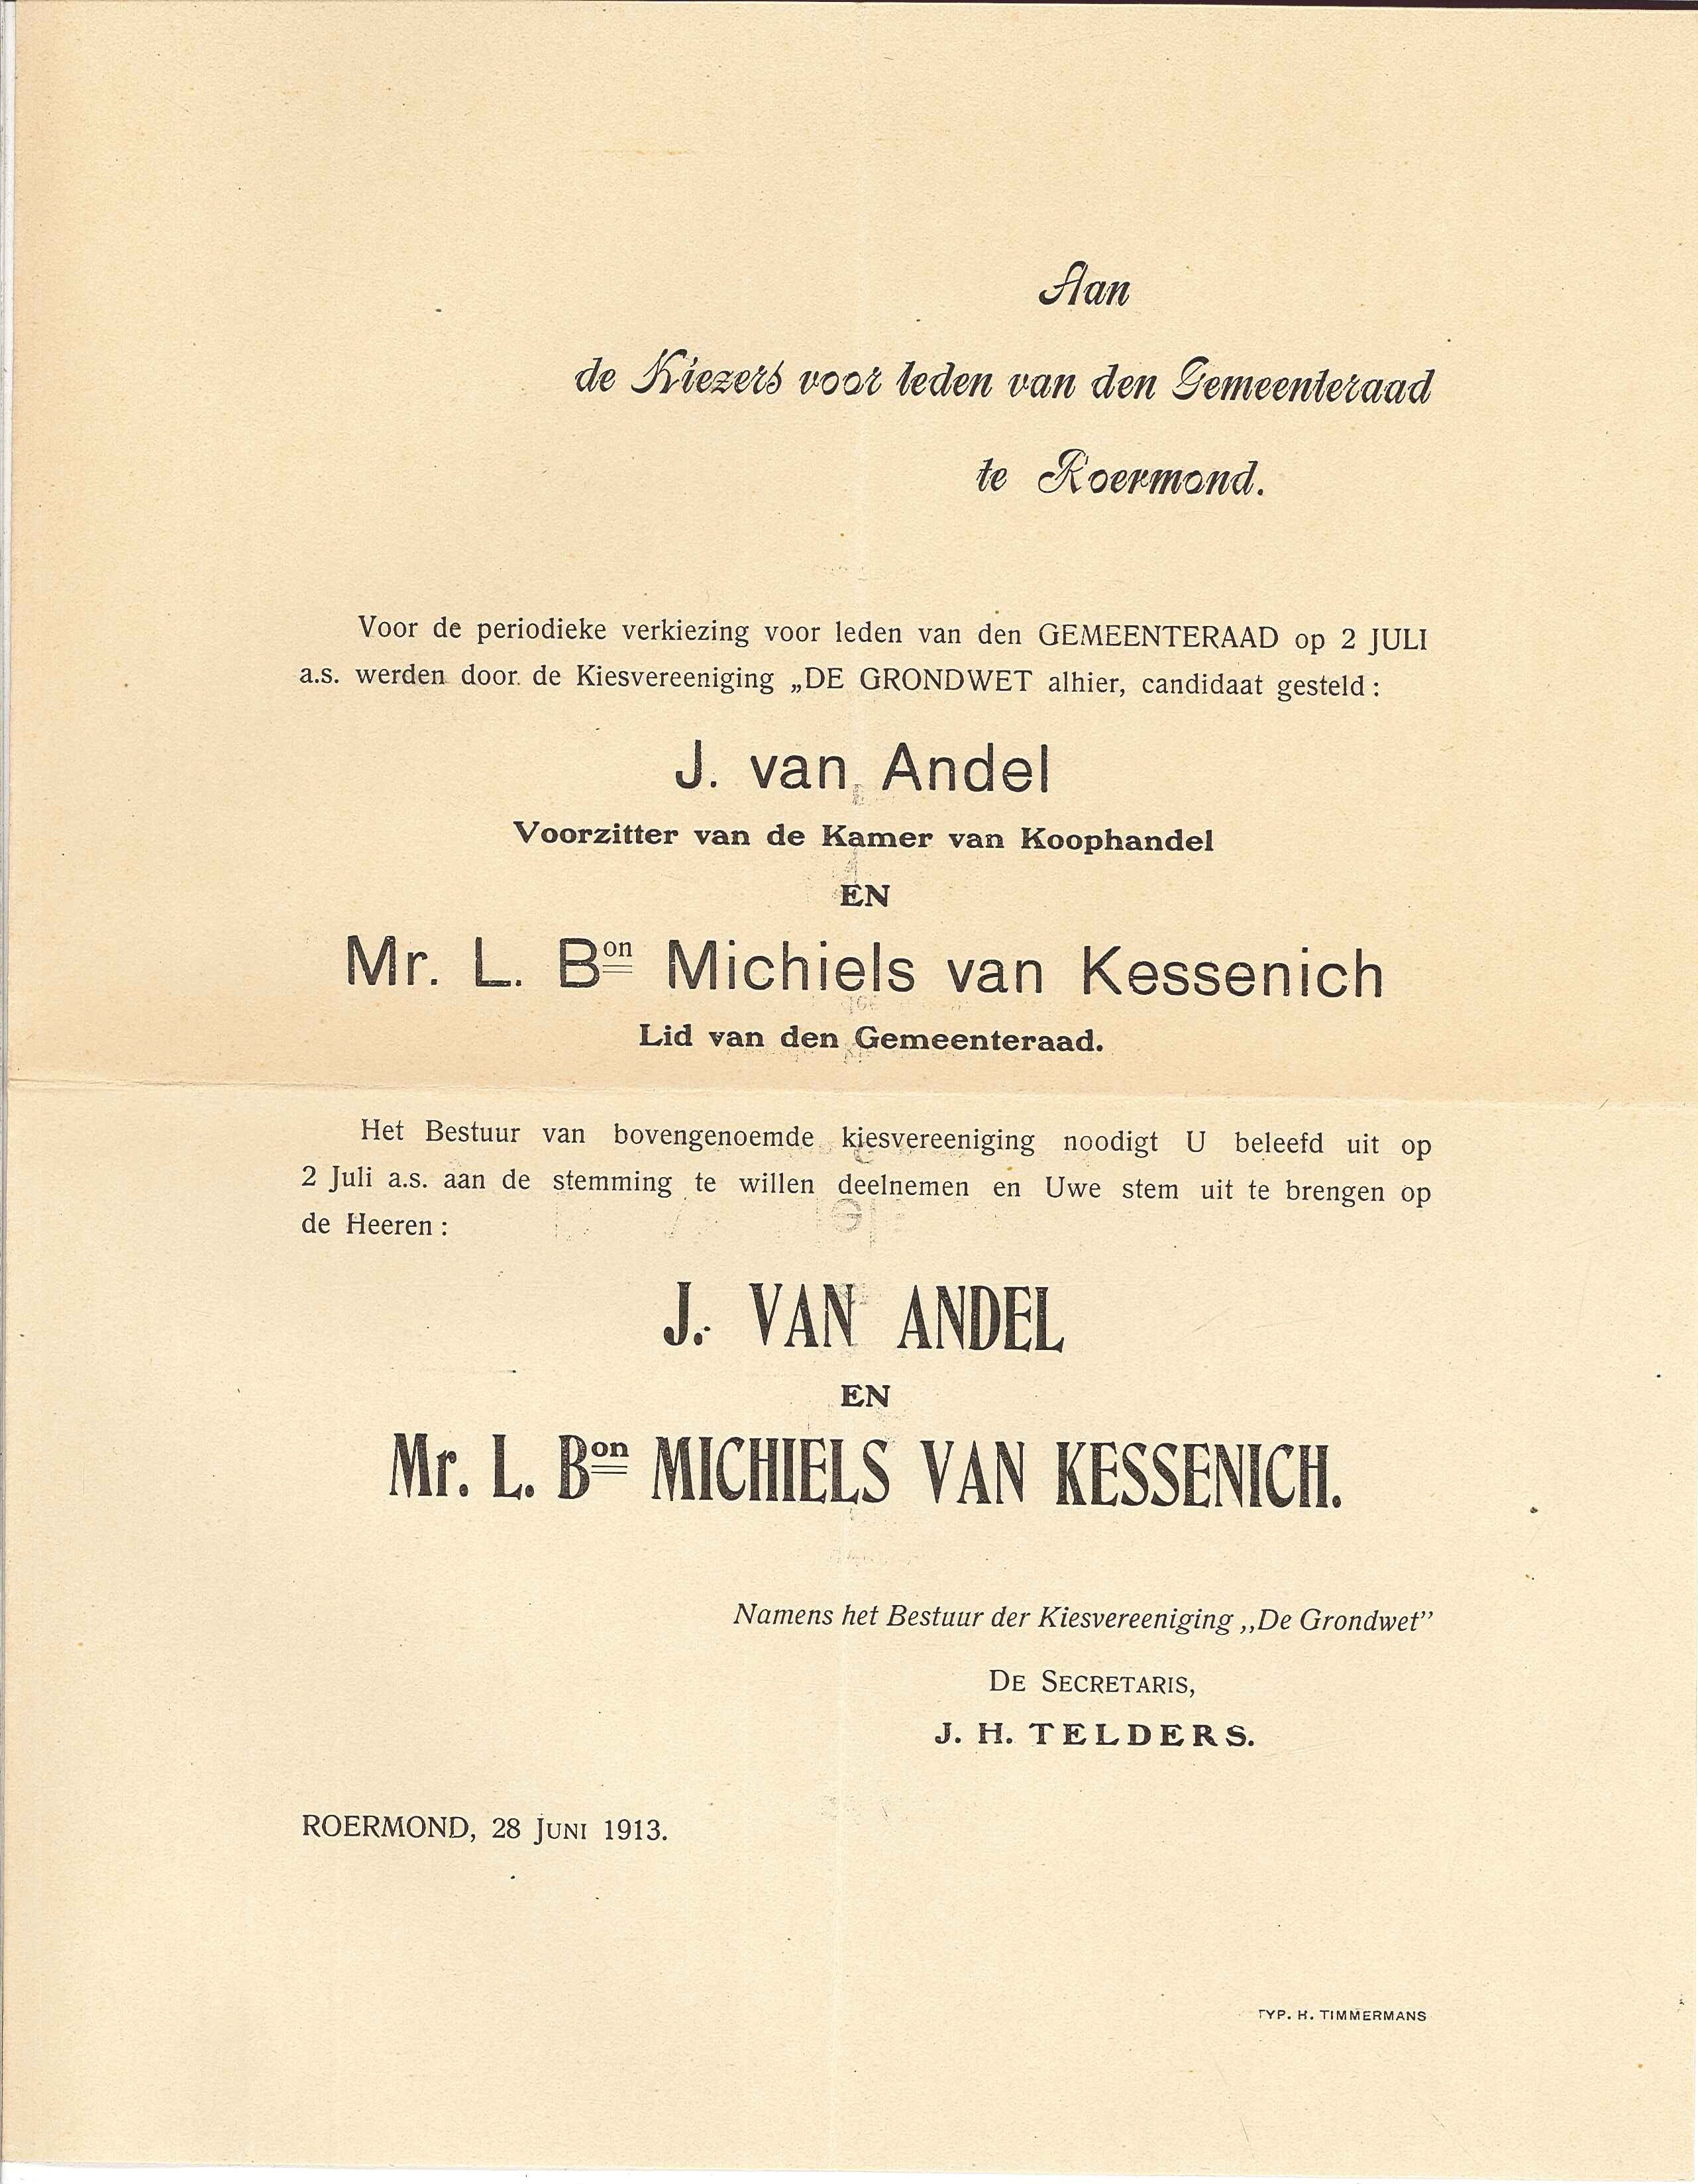 Aan
de Kiezers voor leden van den Gemeenteraad
te Roermond.
Voor de periodieke verkiezing voor leden van den GEMEENTERAAD op 2 JULI
a.s. werden door de Kiesvereeniging „DE GRONDWET alhier, candidaat gesteld :
J. van Andel
Voorzitter van de Kamer van Koophandel
EN
Mr. L. Bon Michiels van Kessenich
Lid van den Gemeenteraad.
Het Bestuur van bovengenoemde kiesvereeniging noodigt U beleefd uit op
2 Juli a.s. aan de stemming te willen deelnemen en Uwe stem uit te brengen op
de Heeren :
J. VAN ANDEL
EN
Mr. L. Bon MICHIELS VAN KESSENICH.
Namens het Bestuur der Kiesvereeniging ,,De Grondwet”
DE SECRETARIS,
J. H. TELDERS.
ROERMOND, 28 JUNI 1913.
TYP. H. TIMMERMANS